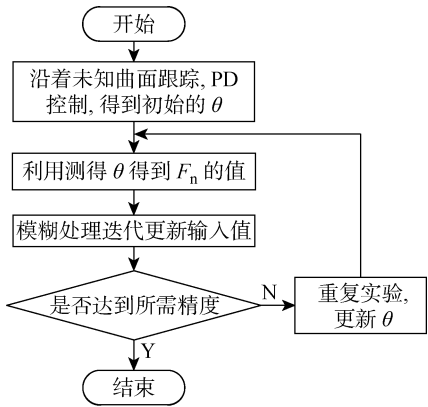 开始
沿着未知曲面跟踪, PD
控制, 得到初始的 θ
利用测得 θ 得到 Fn 的值
模糊处理迭代更新输入值
是否达到所需精度
N
重复实验,
更新 θ
Y
结束